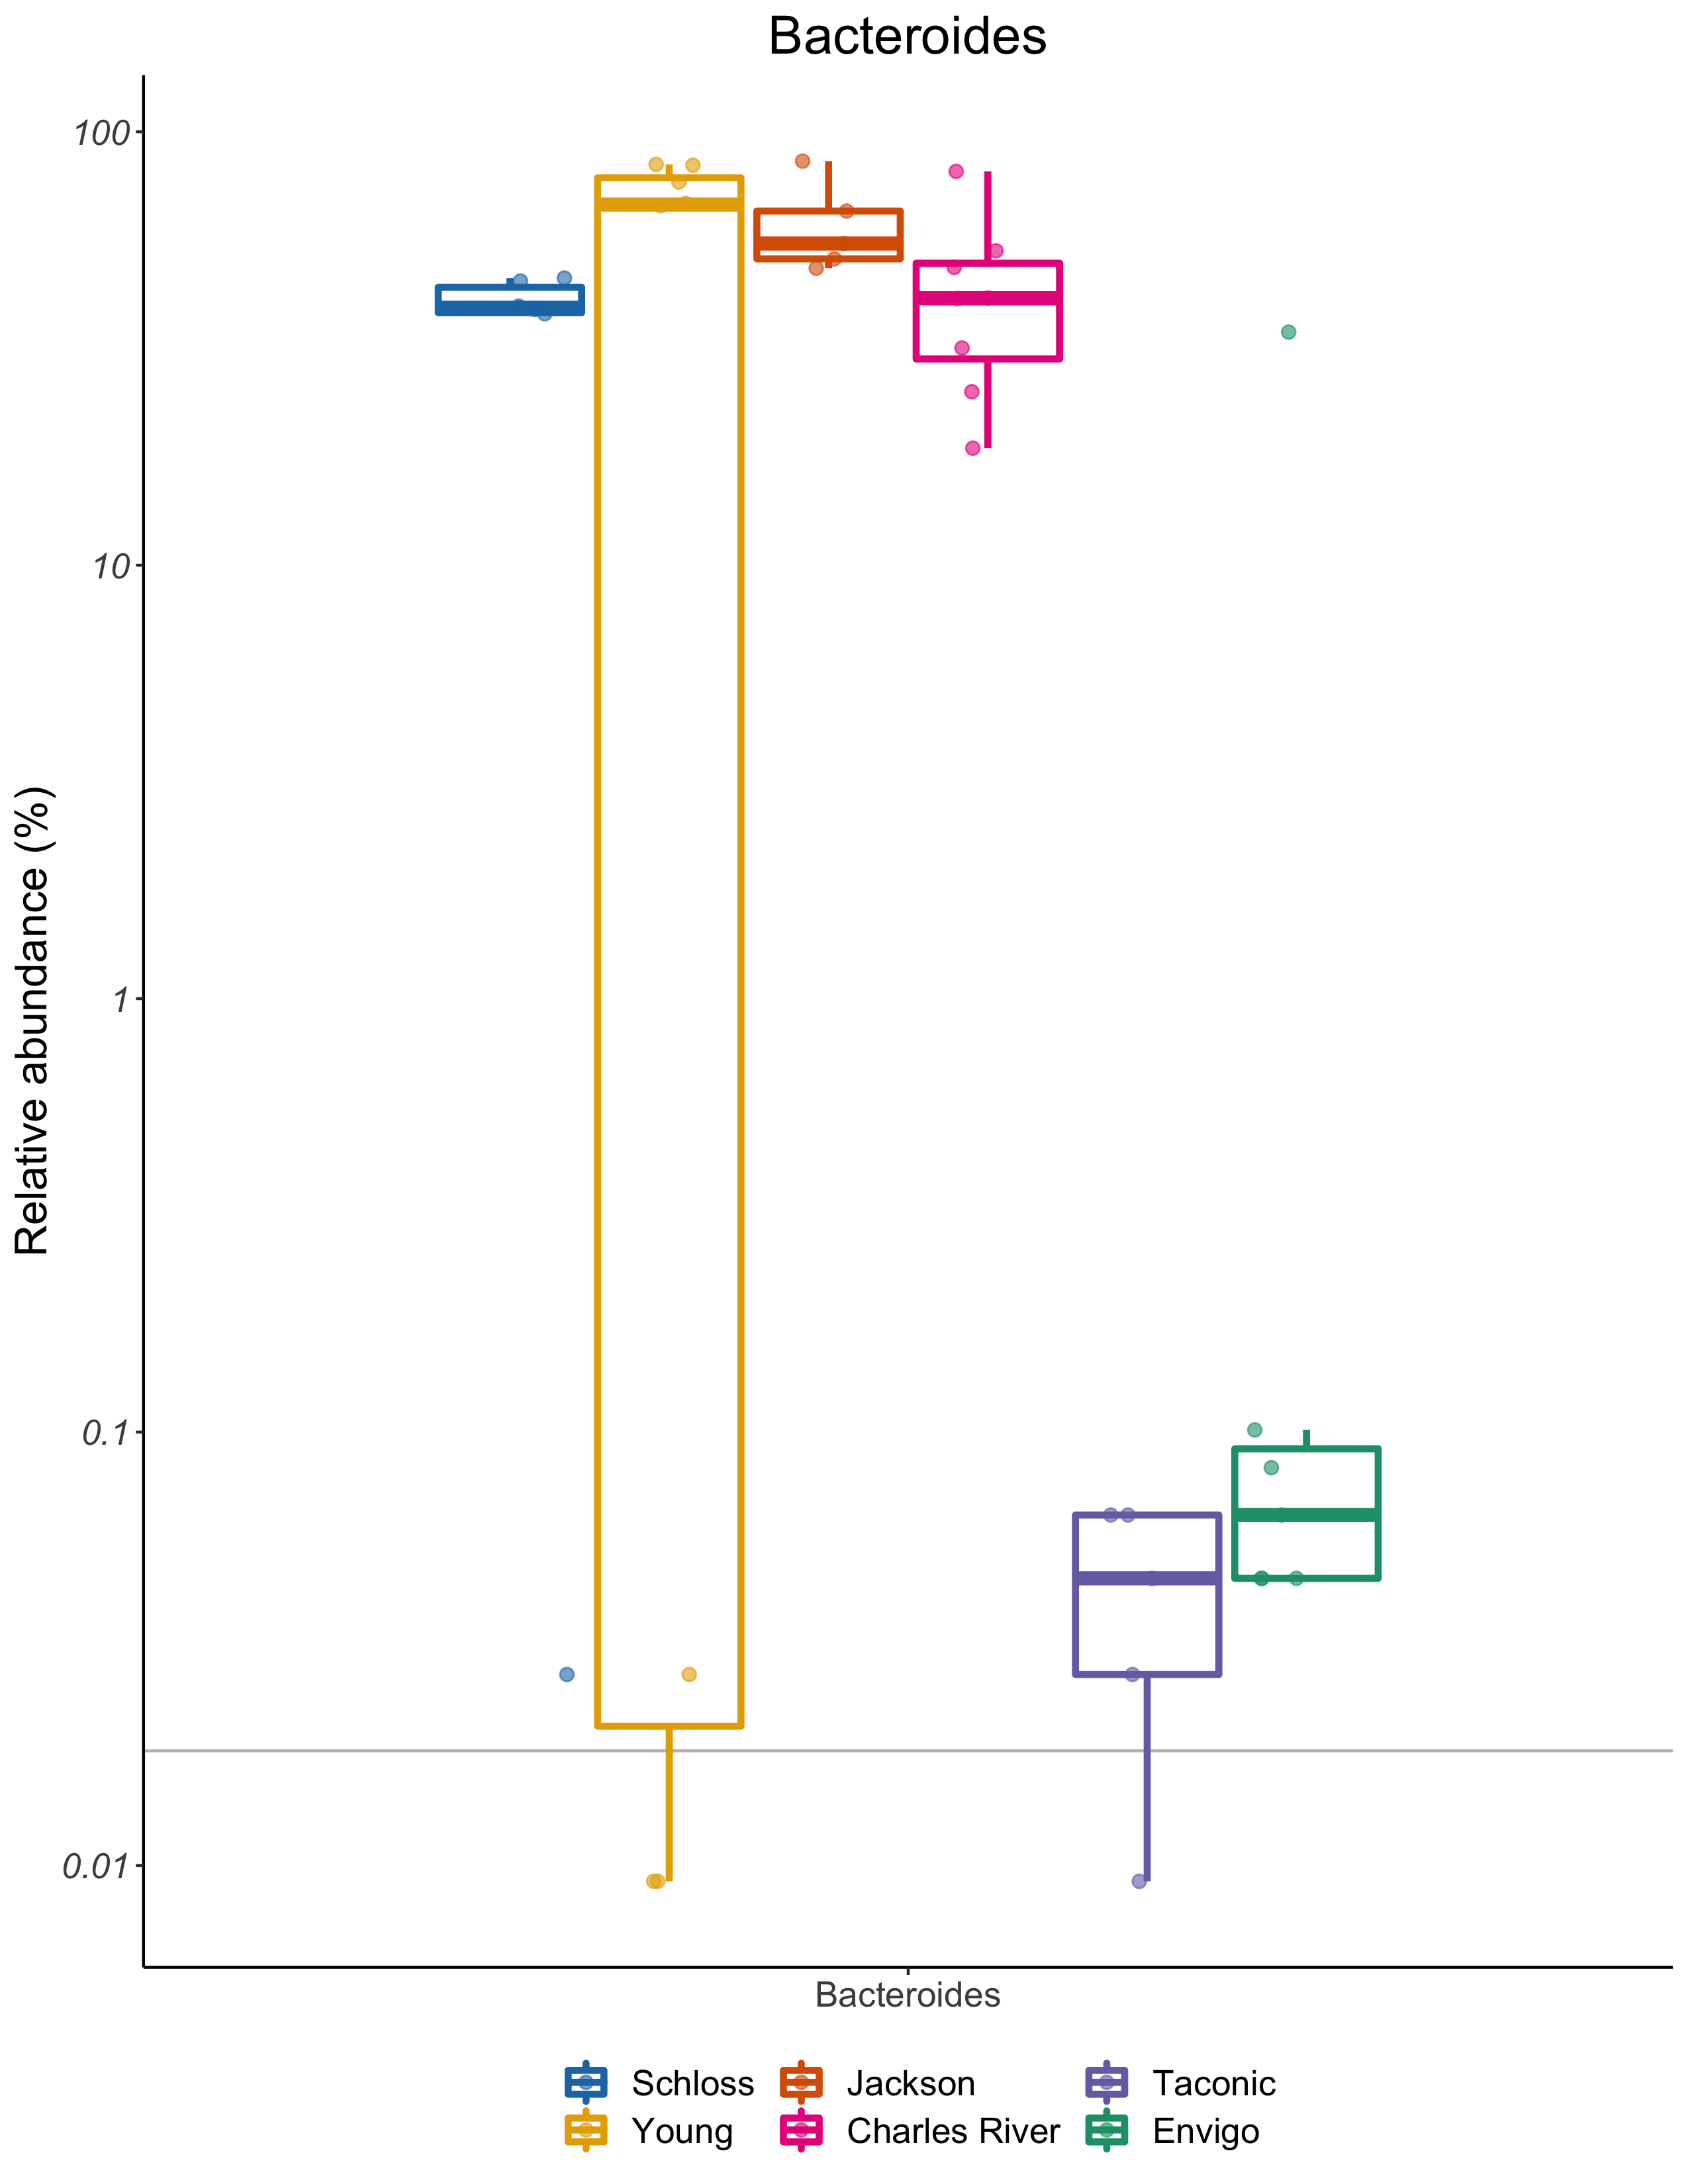 Bacteroides
100
10
1
0.1
0.01
Relative abundance (%)
Bacteroides
Schloss Jackson Taconic
Young Charles River Envigo